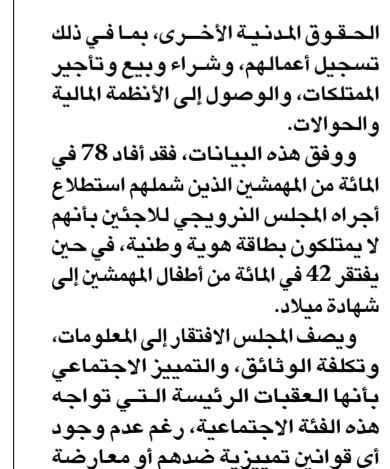 الحقوق المدنية الأخرى، بما في ذلك
تسجيل أعمالهم، وشراء وبيع وتأجير
الممتلكات، والوصول إلى الأنظمة المالية
والحوالات.
ووفق هذه البيانات، فقد أفاد 78 في
المائة من المهمشين الذين شملهم استطلاع
أجراه المجلس النرويجي للاجئين بأنهم
لا يمتلكون بطاقة هوية وطنية، في حين
يفتقر 42 في المائة من أطفال المهمشين إلى
شهادة ميلاد.
ويصف المجلس الافتقار إلى المعلومات،
وتكلفة الوثائق، والتمييز الاجتماعي
بأنها العقبات الرئيسة التي تواجه
هذه الفئة الاجتماعية، رغم عدم وجود
أي قوانين تمييزية ضدهم أو معارضة